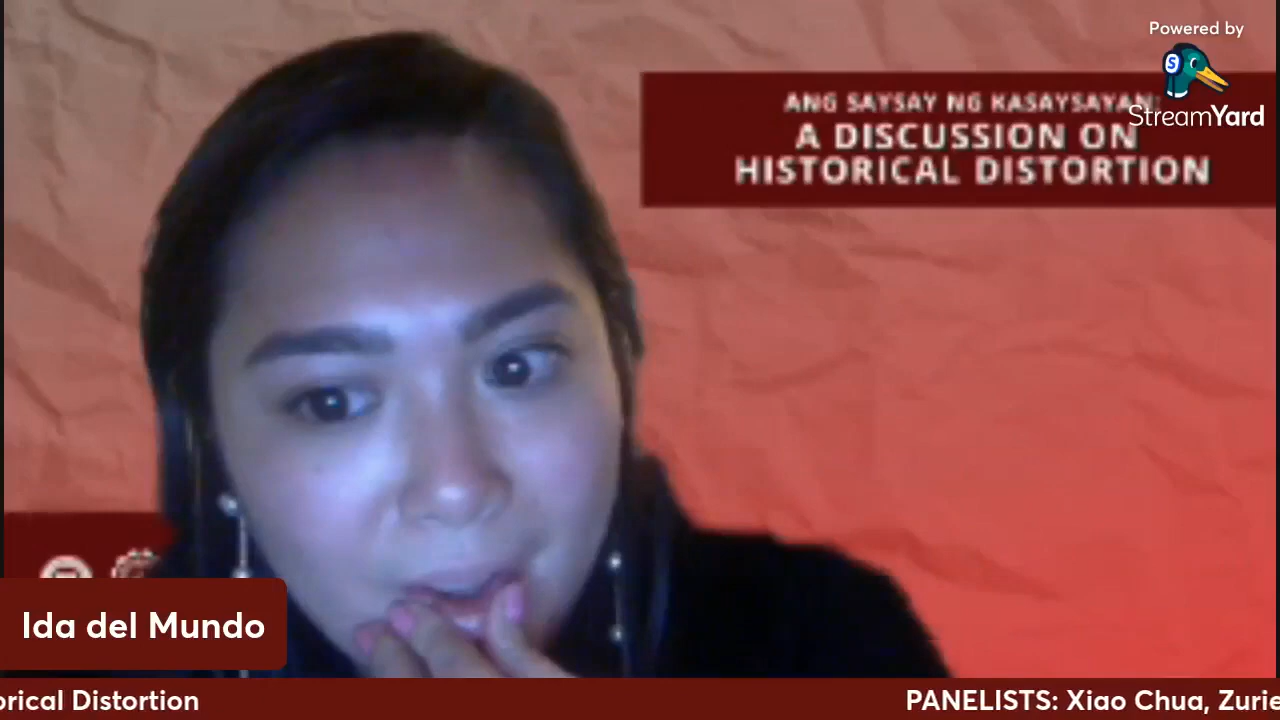 Powered by
StreamYard
ANG SAYSAY NG KASAYSAYAN:
A DISCUSSION ON
HISTORICAL DISTORTION
Ida del Mundo
orical Distortion
PANELISTS: Xiao Chua, Zurie